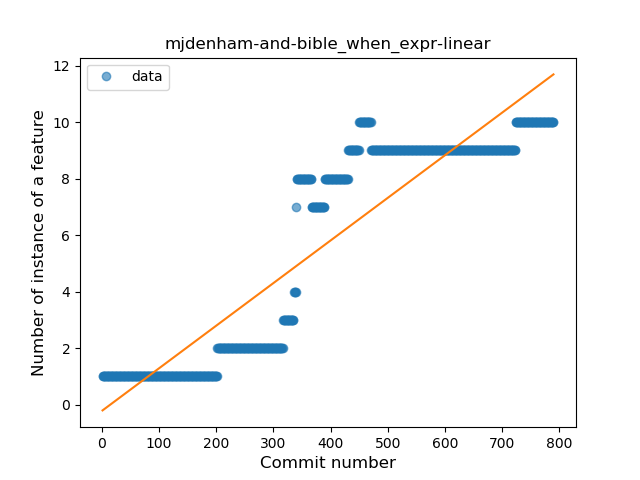 mjdenham-and-bible_when_expr-linear
data
Number of instance of a feature
12
10
8
6
4
2
0
0 100 200 300 400 500 600 700 800
Commit number